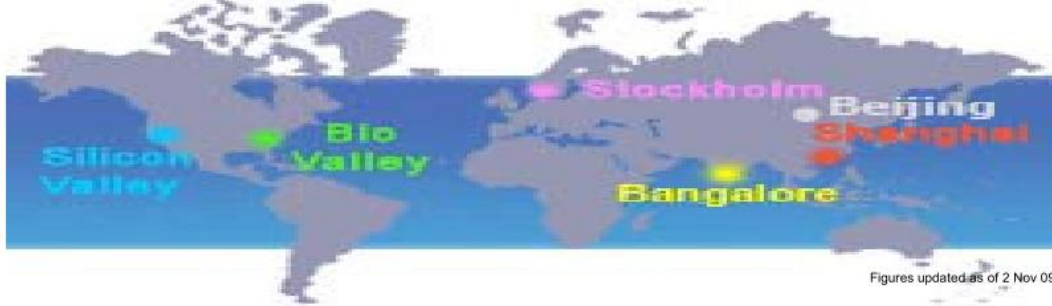 Stockholm
Beijing
Shanghai
Bio
Valley
Silicon
Valley
Bangalore
Figures updated as of 2 Nov 09